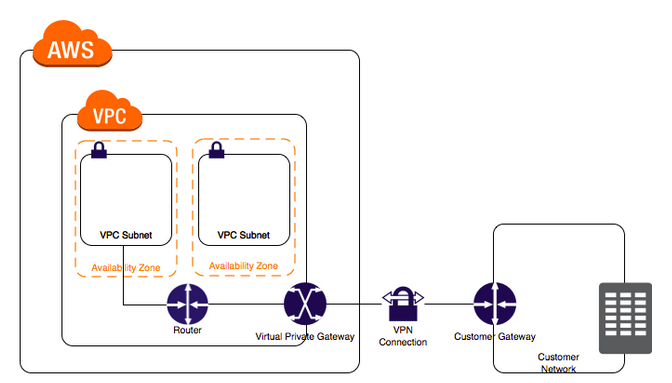 AWS
VPC
VPC Subnet
VPC Subnet
Availability Zone
Availability Zone
Router
Virtual Private Gateway
VPN
Connection
Customer Gateway
Customer
Network